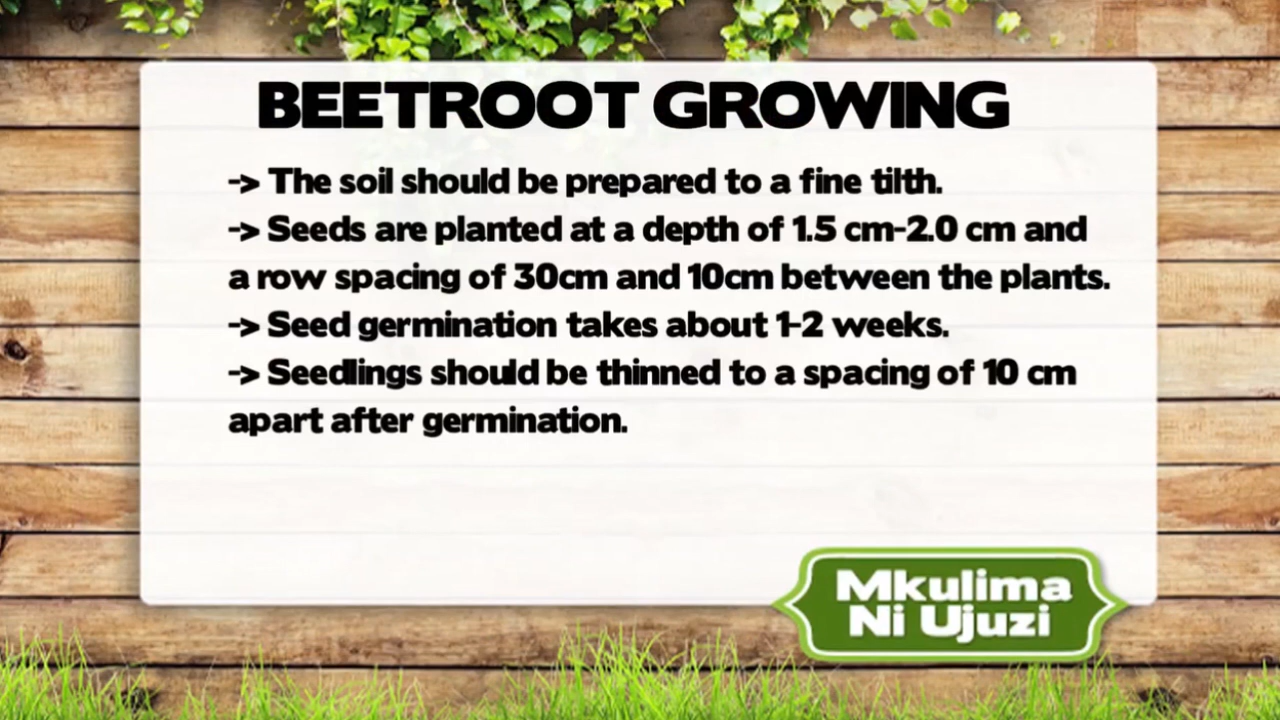 BEETROOT GROWING
-> The soil should be prepared to a fine tilth.
-> Seeds are planted at a depth of 1.5 cm-2.0 cm and
a row spacing of 30cm and 10cm between the plants.
-> Seed germination takes about 1-2 weeks.
-> Seedlings should be thinned to a spacing of 10 cm
apart after germination.
Mkulima
Ni Ujuzi